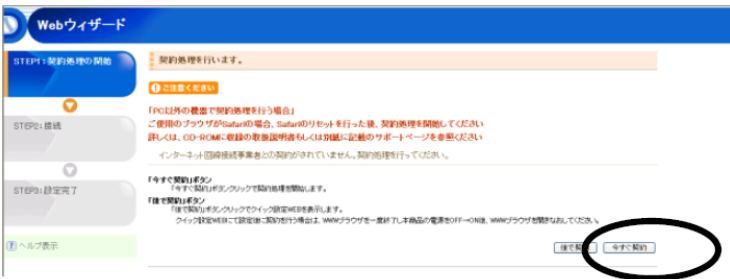 Webウィザード
STEP1:契約処理の開始
STEP2:接続
STEP3:設定完了
? ヘルプ表示
契約処理を行います。
! ご注意ください
「PC以外の機器で契約処理を行う場合」
ご使用のブラウザがSafariの場合、Safariのリセットを行った後、契約処理を開始してください
詳しくは、CD-ROMに収録の取扱説明書もしくは別紙に記載のサポートページを参照ください
インターネット回線接続事業者との契約がされていません。契約処理を行ってください。
「今すぐ契約」ボタン
「今すぐ契約」ボタンクリックで契約処理を開始します。
「後で契約」ボタン
「後で契約」ボタンクリックでクイック設定WEBを表示します。
クイック設定WEBにて設定後に契約を行う場合は、WWWブラウザを一度終了し本商品の電源をOFF→ON後、WWWブラウザを開きなおしてください。
後で契約
今すぐ契約